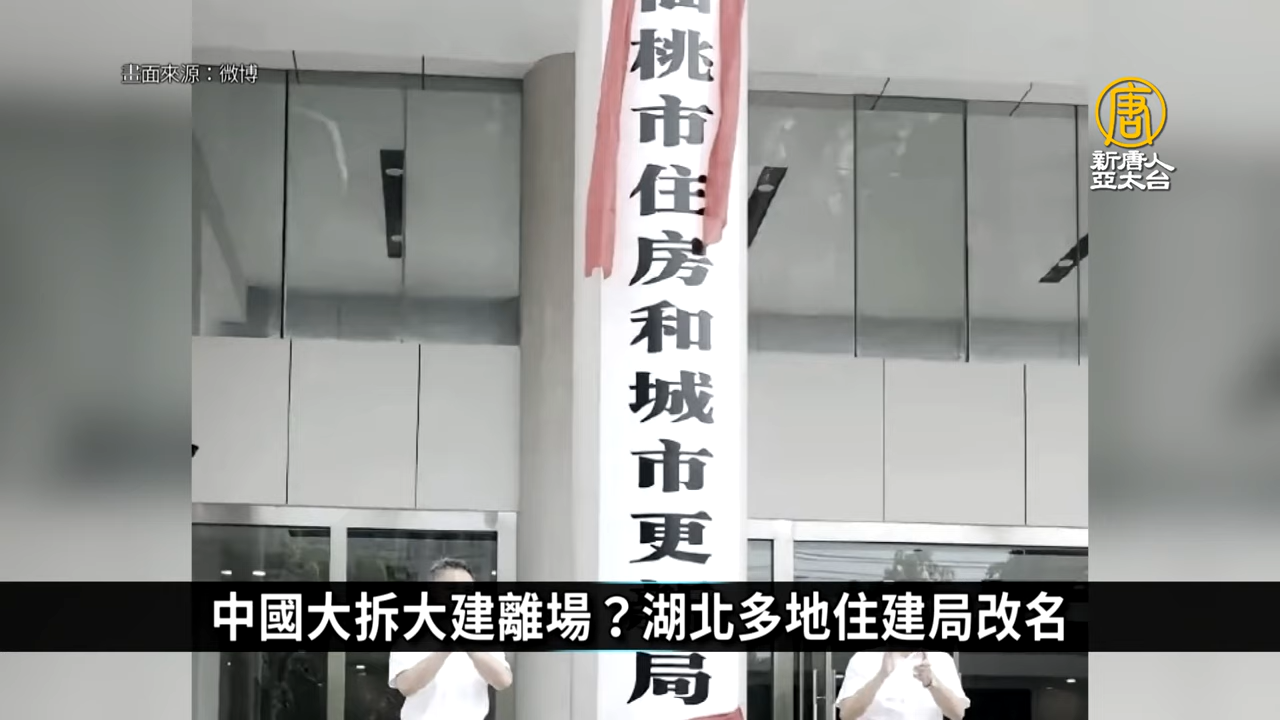 畫面來源：微博
唐
新唐人
亞太台
桃市住房和城市更
局
中國大拆大建離場？湖北多地住建局改名